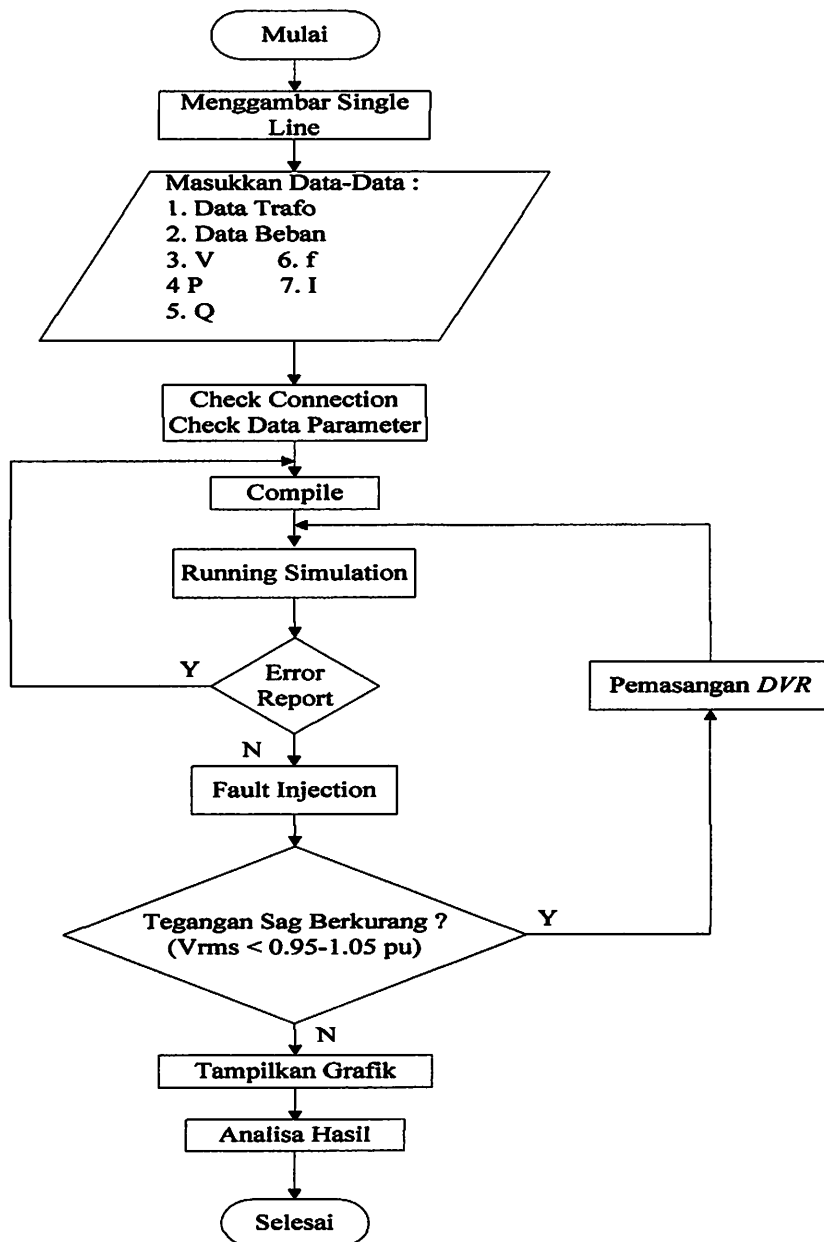 Mulai
Menggambar Single
Line
Masukkan Data-Data :
1. Data Trafo
2. Data Beban
3. V 6. f
4 P 7. I
5. Q
Check Connection
Check Data Parameter
Compile
Running Simulation
Y
Error
Report
Pemasangan DVR
N
Fault Injection
Tegangan Sag Berkurang ?
(Vrms < 0.95-1.05 pu)
Y
N
Tampilkan Grafik
Analisa Hasil
Selesai